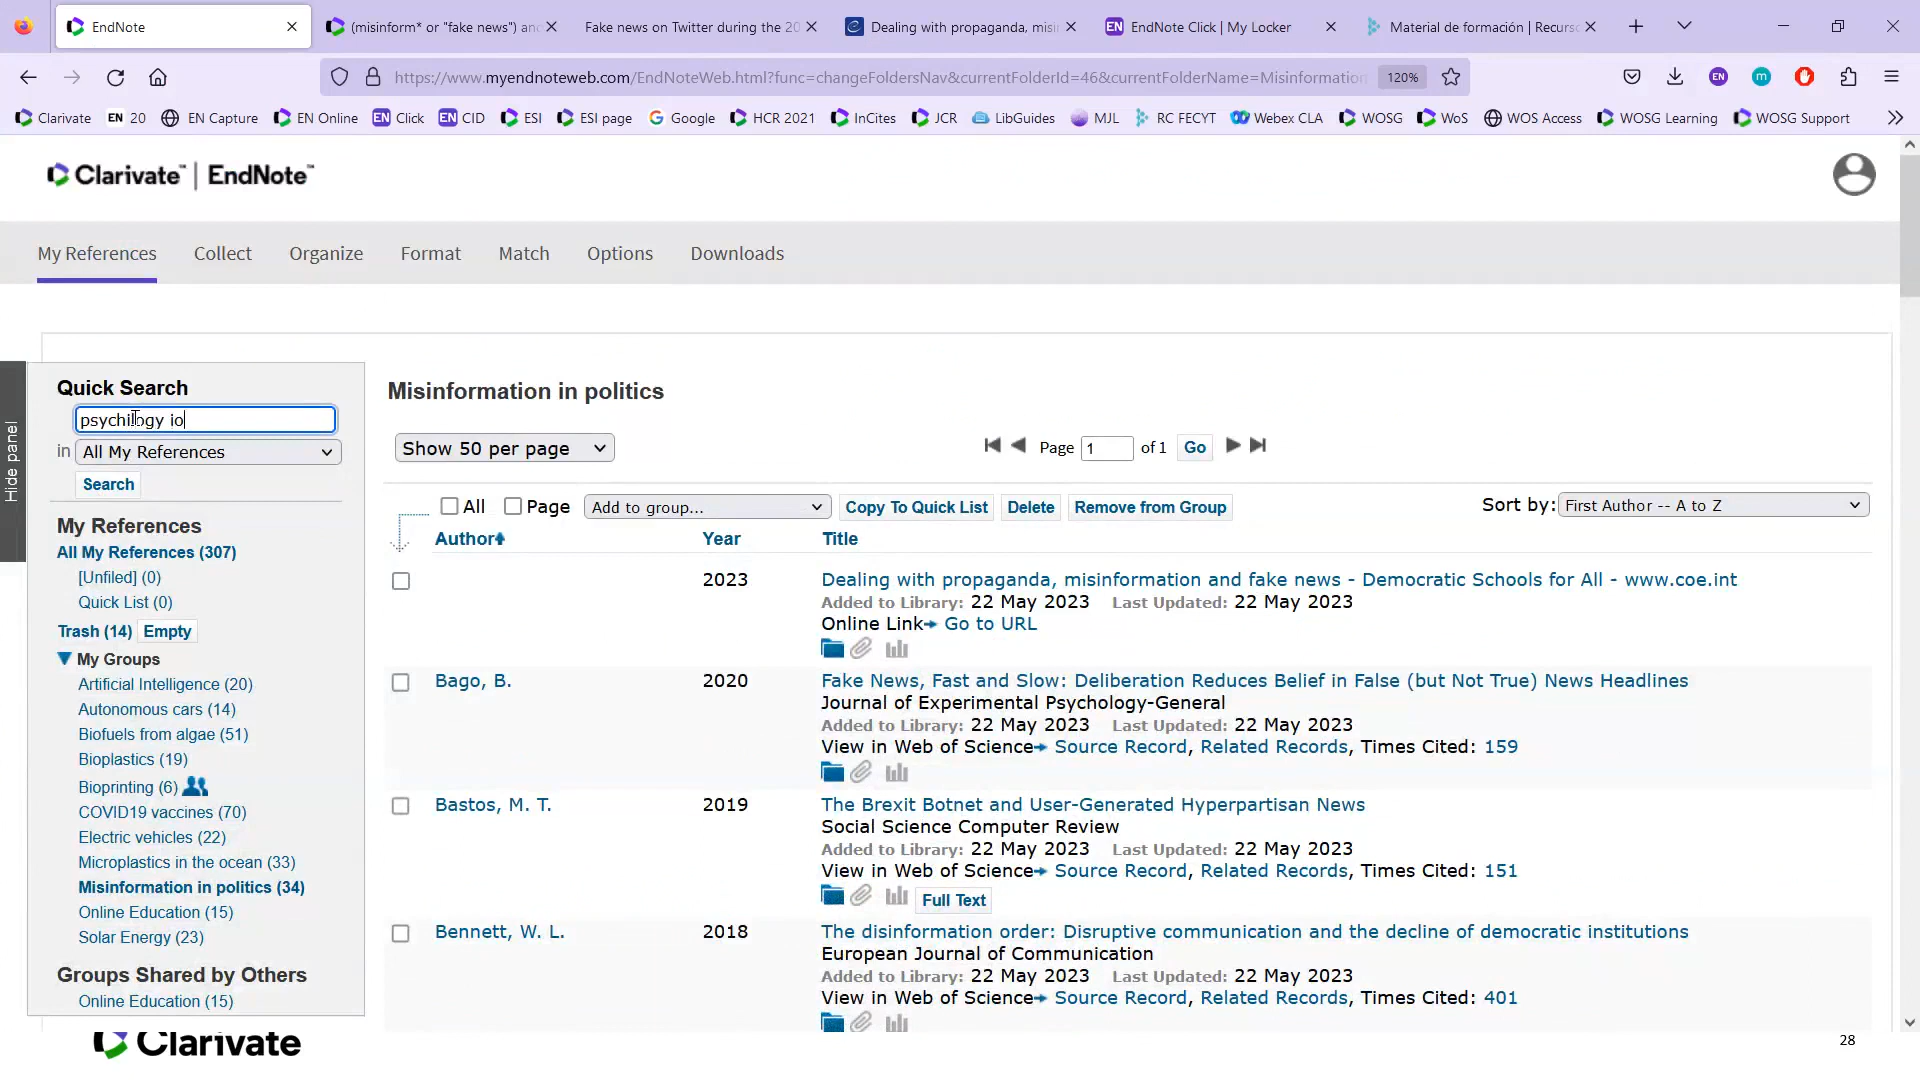 EndNote
(misinform* or "fake news") an
Fake news on Twitter during the 20
Dealing with propaganda, misi
EN EndNote Click | My Locker
Material de formación | Recurso
https://www.myendnoteweb.com/EndNoteWeb.html?func=changeFoldersNav&currentFolderId=46&currentFolderName=Misinformation
120%
EN
m
Clarivate
EN 20
EN Capture
EN Online
EN Click
EN CID
ESI
ESI page
Google
HCR 2021
InCites
JCR
LibGuides
MJL
RC FECYT
Webex CLA
WOSG
WoS
WOS Access
WOSG Learning
WOSG Support
Clarivate™ | EndNote™
My References
Collect
Organize
Format
Match
Options
Downloads
Hide panel
Quick Search
psychilogy io
in All My References
Search
My References
All My References (307)
[Unfiled] (0)
Quick List (0)
Trash (14) Empty
My Groups
Artificial Intelligence (20)
Autonomous cars (14)
Biofuels from algae (51)
Bioplastics (19)
Bioprinting (6)
COVID19 vaccines (70)
Electric vehicles (22)
Microplastics in the ocean (33)
Misinformation in politics (34)
Online Education (15)
Solar Energy (23)
Groups Shared by Others
Online Education (15)
Misinformation in politics
Show 50 per page
Page 1 of 1 Go
All Page Add to group... Copy To Quick List Delete Remove from Group
Sort by: First Author -- A to Z
Author Year Title
2023 Dealing with propaganda, misinformation and fake news - Democratic Schools for All - www.coe.int
Added to Library: 22 May 2023 Last Updated: 22 May 2023
Online Link Go to URL
Bago, B. 2020 Fake News, Fast and Slow: Deliberation Reduces Belief in False (but Not True) News Headlines
Journal of Experimental Psychology-General
Added to Library: 22 May 2023 Last Updated: 22 May 2023
View in Web of Science Source Record, Related Records, Times Cited: 159
Bastos, M. T. 2019 The Brexit Botnet and User-Generated Hyperpartisan News
Social Science Computer Review
Added to Library: 22 May 2023 Last Updated: 22 May 2023
View in Web of Science Source Record, Related Records, Times Cited: 151
Full Text
Bennett, W. L. 2018 The disinformation order: Disruptive communication and the decline of democratic institutions
European Journal of Communication
Added to Library: 22 May 2023 Last Updated: 22 May 2023
View in Web of Science Source Record, Related Records, Times Cited: 401
Clarivate
28